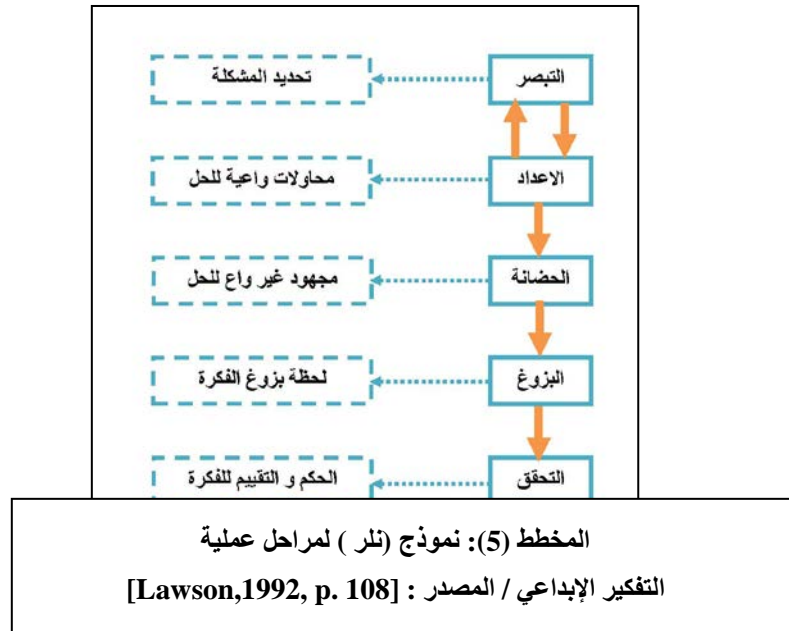 التبصر
تحديد المشكلة
الاعداد
محاولات واعية للحل
الحضانة
مجهود غير واع للحل
البزوغ
لحظة بزوغ الفكرة
التحقق
الحكم و التقييم للفكرة
المخطط (5): نموذج (نلر ) لمراحل عملية
التفكير الإبداعي / المصدر : [Lawson,1992, p. 108]